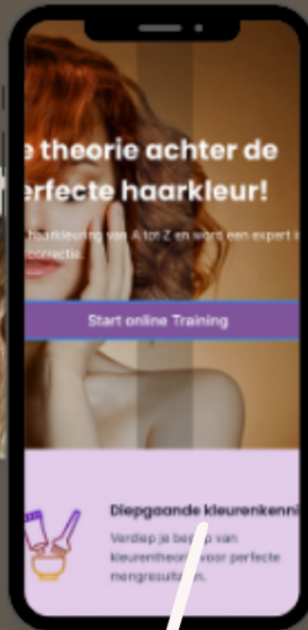 e theorie achter de
erfecte haarkleur!
haarkleuring van A tot Z en word een expert i
correctie.
Start online Training
Diepgaande kleurenkenni
Verdiep je begrip van
kleurentheorie voor perfecte
mengresultaten.